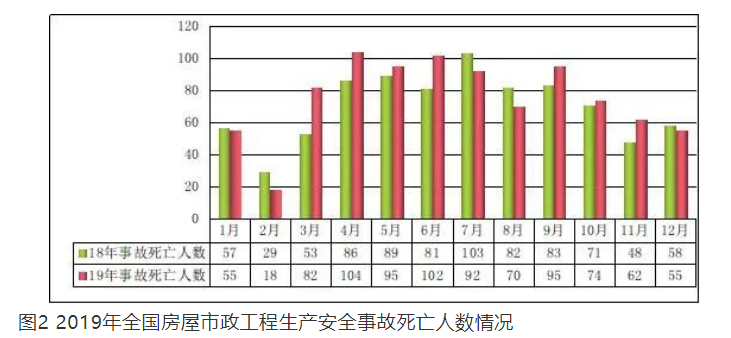 120
100
80
60
40
20
0
1月 2月 3月 4月 5月 6月 7月 8月 9月 10月 11月 12月
18年事故死亡人数 57 29 53 86 89 81 103 82 83 71 48 58
19年事故死亡人数 55 18 82 104 95 102 92 70 95 74 62 55
图2 2019年全国房屋市政工程生产安全事故死亡人数情况